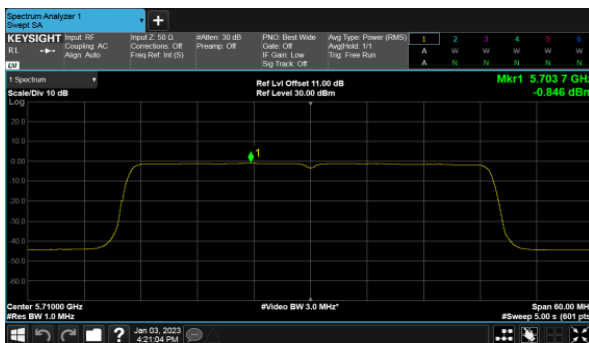 Spectrum Analyzer 1
Swept SA
+
KEYSIGHT Input: RF Input Z: 50 Ω #Atten: 30 dB PNO: Best Wide Avg Type: Power (RMS) 1 2 3 4 5 6
RL Coupling: AC Corrections: Off Preamp: Off Gate: Off Avg|Hold: 1/1 A W W W W W
Align: Auto Freq Ref: Int (S) IF Gain: Low Trig: Free Run
LXI Sig Track: Off A N N N N N
1 Spectrum Ref Lvl Offset 11.00 dB Mkr1 5.703 7 GHz
Scale/Div 10 dB Ref Level 30.00 dBm -0.846 dBm
Log
20.0
10.0
0.00
1
-10.0
-20.0
-30.0
-40.0
-50.0
-60.0
Center 5.71000 GHz #Video BW 3.0 MHz* Span 60.00 MHz
#Res BW 1.0 MHz #Sweep 5.00 s (601 pts)
? Jan 03, 2023
4:21:04 PM